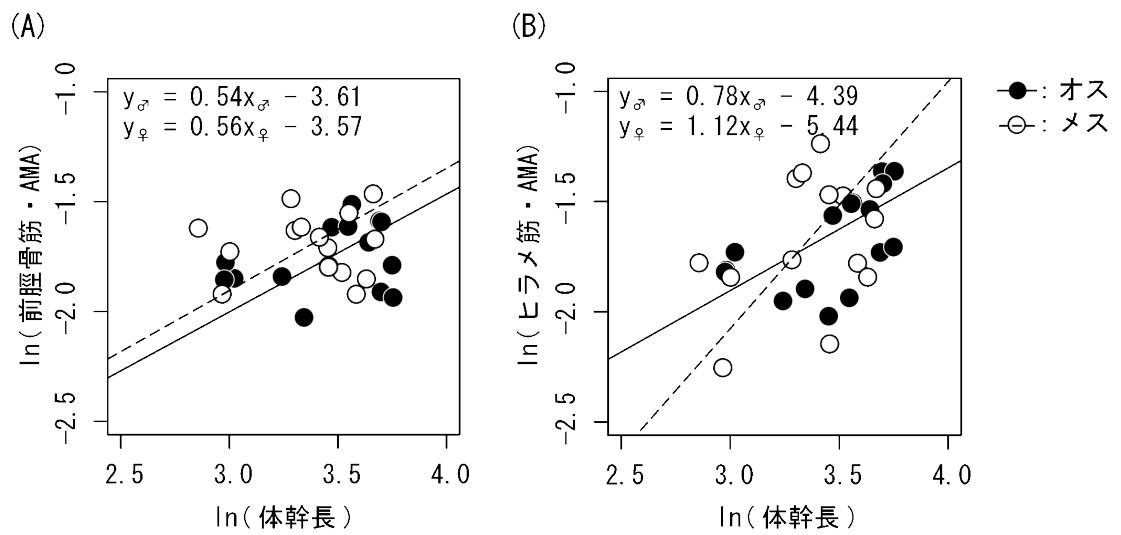 (A)
(B)
y♂ = 0.54x♂ − 3.61
y♀ = 0.56x♀ − 3.57
y♂ = 0.78x♂ − 4.39
y♀ = 1.12x♀ − 5.44
: オス
: メス
ln(前脛骨筋・AMA)
−1.0
−1.5
−2.0
−2.5
2.5 3.0 3.5 4.0
ln(体幹長)
ln(ヒラメ筋・AMA)
−1.0
−1.5
−2.0
−2.5
2.5 3.0 3.5 4.0
ln(体幹長)